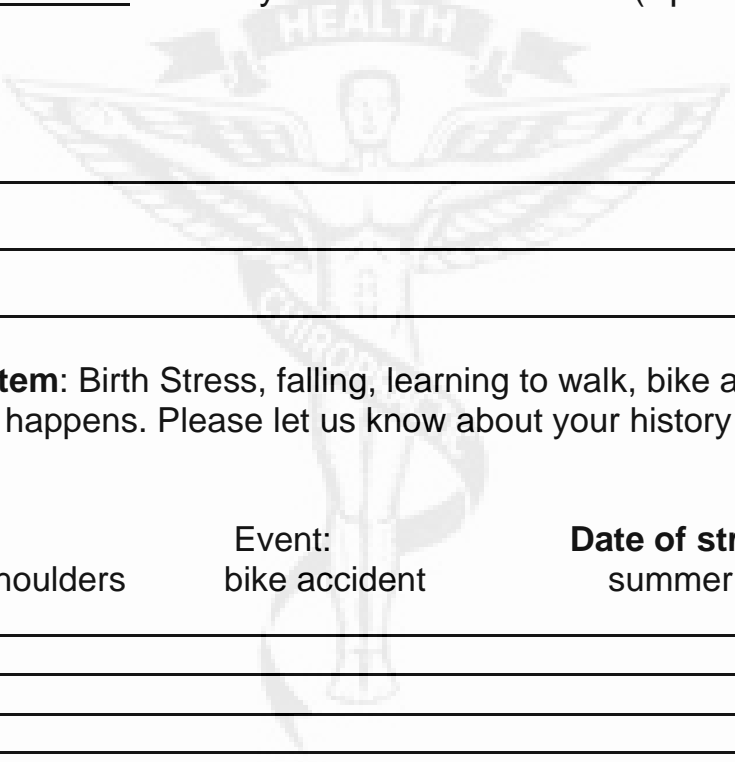 HEALTH
tem: Birth Stress, falling, learning to walk, bike a
happens. Please let us know about your history
Event: Date of str
houlders bike accident summer